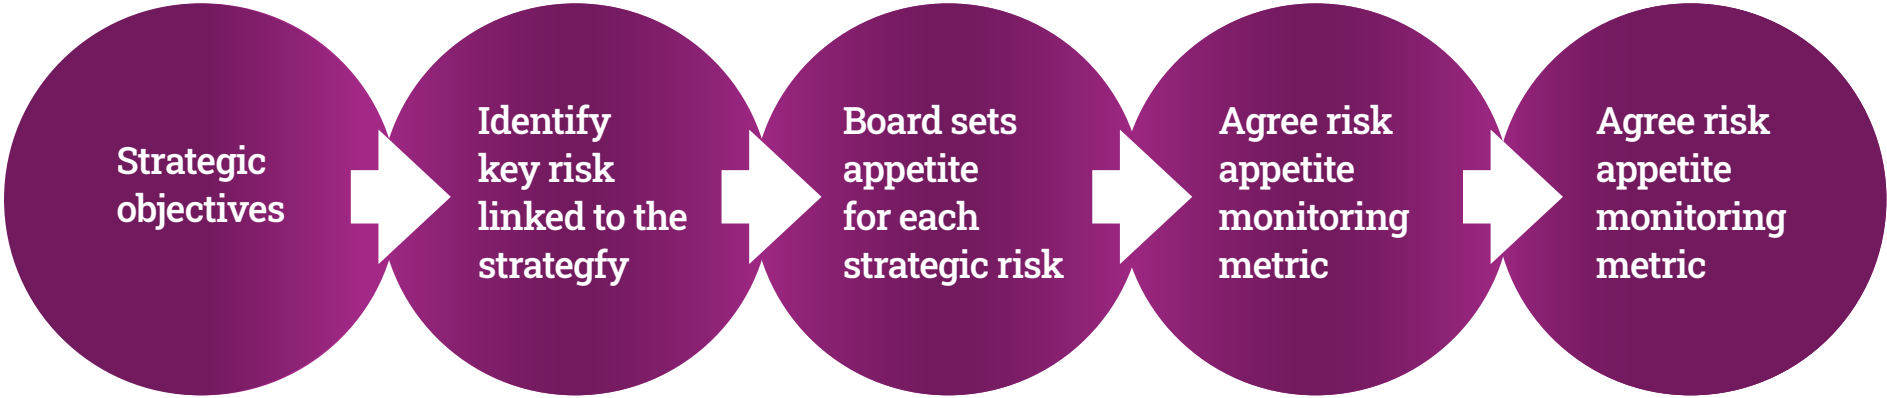 Strategic
objectives
Identify
key risk
linked to the
strategfy
Board sets
appetite
for each
strategic risk
Agree risk
appetite
monitoring
metric
Agree risk
appetite
monitoring
metric